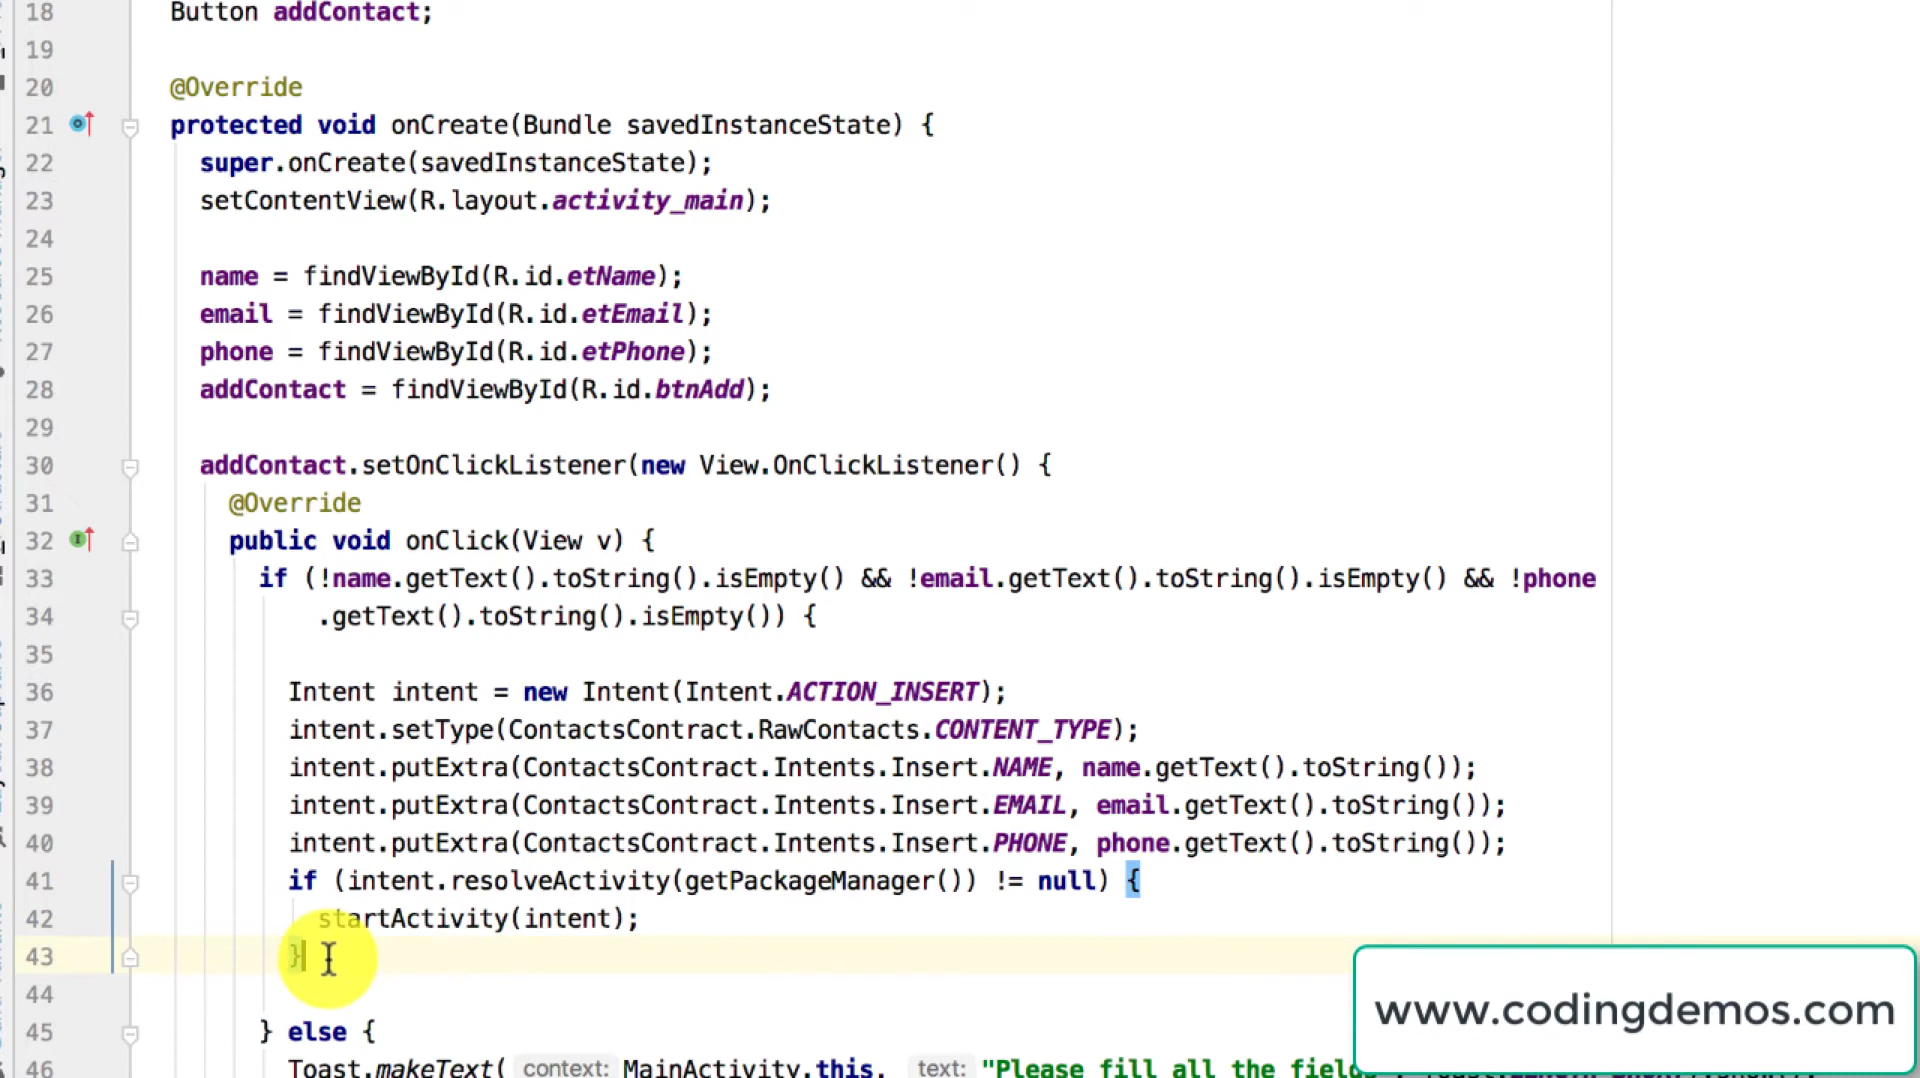 18 Button addContact;
19
20 @Override
21 protected void onCreate(Bundle savedInstanceState) {
22 super.onCreate(savedInstanceState);
23 setContentView(R.layout.activity_main);
24
25 name = findViewById(R.id.etName);
26 email = findViewById(R.id.etEmail);
27 phone = findViewById(R.id.etPhone);
28 addContact = findViewById(R.id.btnAdd);
29
30 addContact.setOnClickListener(new View.OnClickListener() {
31 @Override
32 public void onClick(View v) {
33 if (!name.getText().toString().isEmpty() && !email.getText().toString().isEmpty() && !phone
34 .getText().toString().isEmpty()) {
35
36 Intent intent = new Intent(Intent.ACTION_INSERT);
37 intent.setType(ContactsContract.RawContacts.CONTENT_TYPE);
38 intent.putExtra(ContactsContract.Intents.Insert.NAME, name.getText().toString());
39 intent.putExtra(ContactsContract.Intents.Insert.EMAIL, email.getText().toString());
40 intent.putExtra(ContactsContract.Intents.Insert.PHONE, phone.getText().toString());
41 if (intent.resolveActivity(getPackageManager()) != null) {
42 startActivity(intent);
43 }
44
45 } else {
46 Toast.makeText( context: MainActivity.this, text: "Please fill all the field
www.codingdemos.com